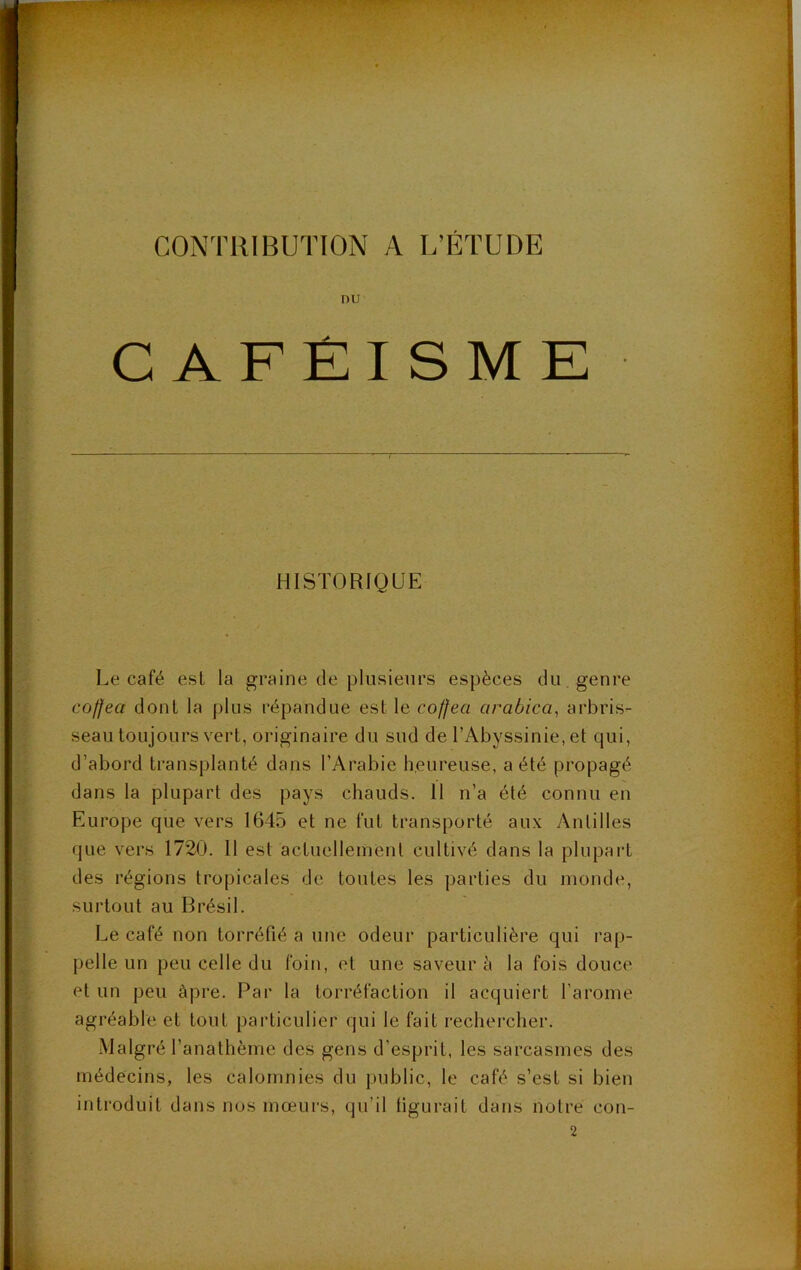 CONTRIBUTION A L'ÉTUDE
DU
CAFÉISME
HISTORIQUE
Le café est la graine de plusieurs espèces du genre
coffea dont la plus répandue est le coffea arabica, arbris-
seau toujours vert, originaire du sud de l'Abyssinie, et qui,
d'abord transplanté dans l'Arabie heureuse, a été propagé
dans la plupart des pays chauds. Il n'a été connu en
Europe que vers 1645 et ne fut transporté aux Antilles
que vers 1720. Il est actuellement cultivé dans la plupart
des régions tropicales de toutes les parties du monde,
surtout au Brésil.
Le café non torréfié a une odeur particulière qui rap-
pelle un peu celle du foin, et une saveur à la fois douce
et un peu âpre. Par la torréfaction il acquiert l'arome
agréable et tout particulier qui le fait rechercher.
Malgré l'anathème des gens d'esprit, les sarcasmes des
médecins, les calomnies du public, le café s'est si bien
introduit dans nos mœurs, qu'il figurait dans notre con-
2